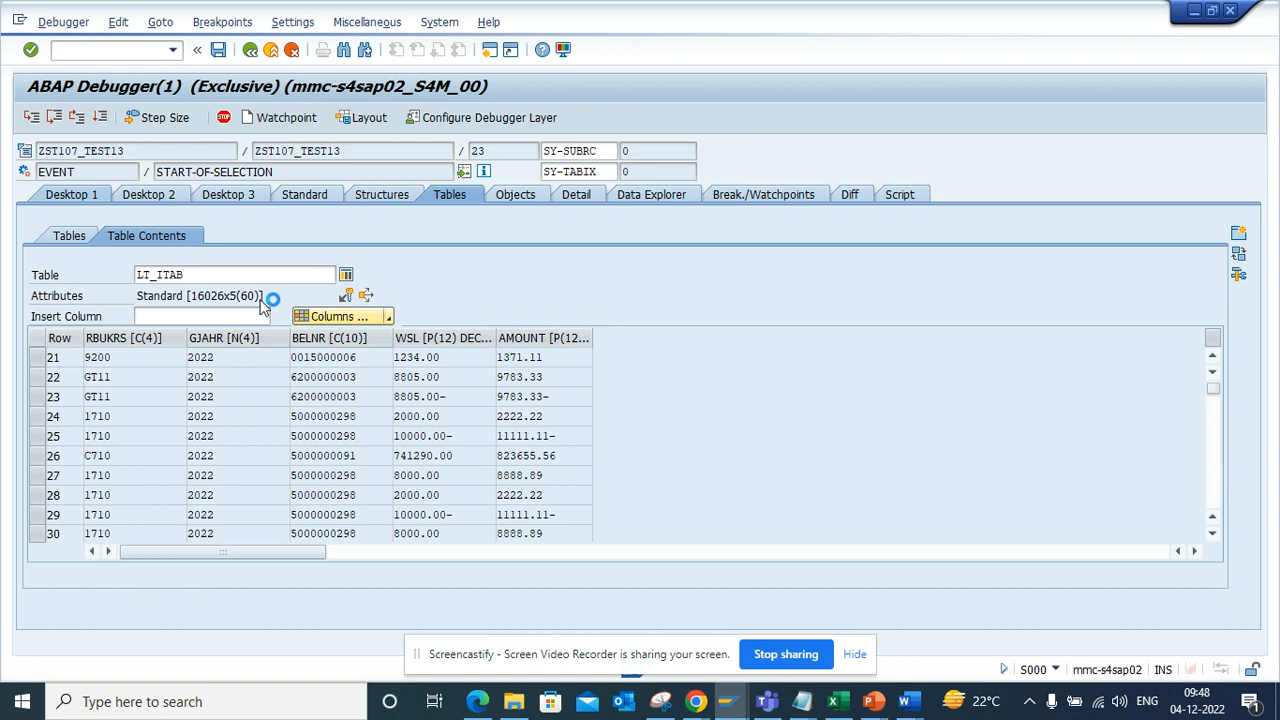 Debugger Edit Goto Breakpoints Settings Miscellaneous System Help
ABAP Debugger(1) (Exclusive) (mmc-s4sap02_S4M_00)
Step Size STOP Watchpoint Layout Configure Debugger Layer
ZST107_TEST13 / ZST107_TEST13 / 23 SY-SUBRC 0
EVENT / START-OF-SELECTION SY-TABIX 0
Desktop 1 Desktop 2 Desktop 3 Standard Structures Tables Objects Detail Data Explorer Break./Watchpoints Diff Script
Tables Table Contents
Table LT_ITAB
Attributes Standard [16026x5(60)]
Insert Column Columns ...
Row RBUKRS [C(4)] GJAHR [N(4)] BELNR [C(10)] WSL [P(12) DEC... AMOUNT [P(12...
21 9200 2022 0015000006 1234.00 1371.11
22 GT11 2022 6200000003 8805.00 9783.33
23 GT11 2022 6200000003 8805.00- 9783.33-
24 1710 2022 5000000298 2000.00 2222.22
25 1710 2022 5000000298 10000.00- 11111.11-
26 C710 2022 5000000091 741290.00 823655.56
27 1710 2022 5000000298 8000.00 8888.89
28 1710 2022 5000000298 2000.00 2222.22
29 1710 2022 5000000298 10000.00- 11111.11-
30 1710 2022 5000000298 8000.00 8888.89
Screencastify - Screen Video Recorder is sharing your screen. Stop sharing Hide
S000 mmc-s4sap02 INS
Type here to search 22°C ENG 09:48
04-12-2022 1